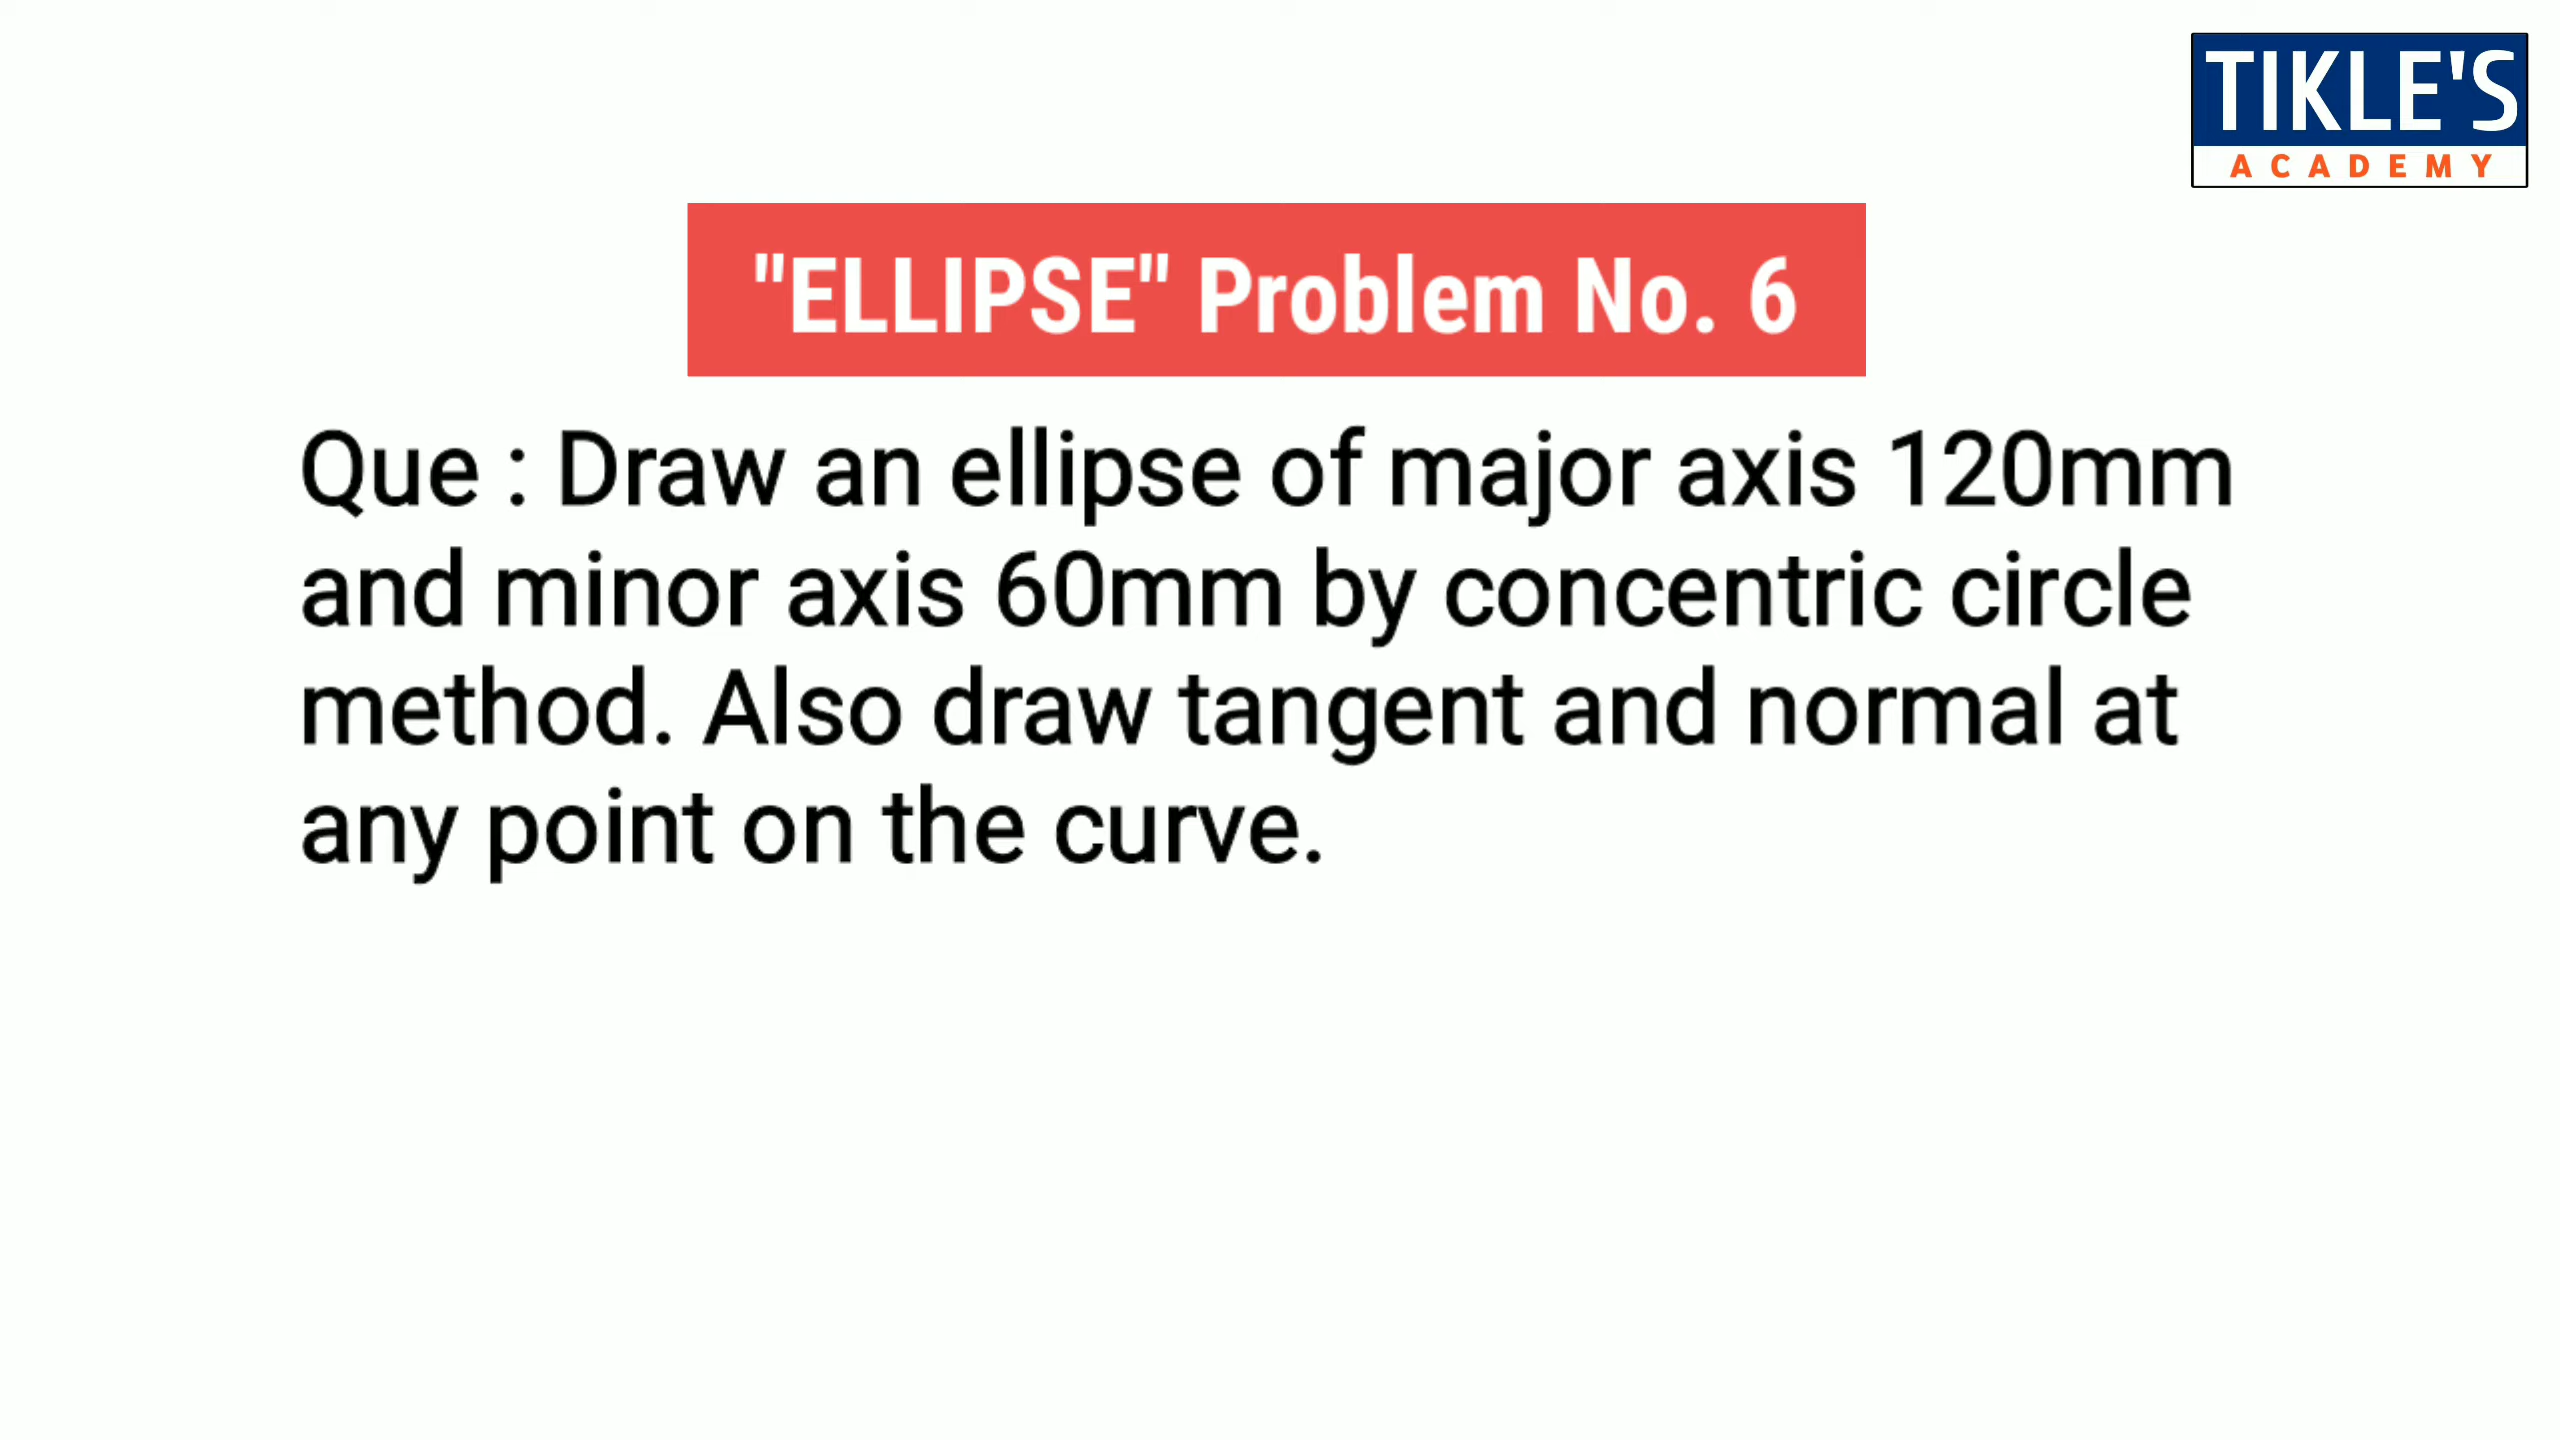 TIKLE'S
ACADEMY
"ELLIPSE" Problem No. 6
Que : Draw an ellipse of major axis 120mm
and minor axis 60mm by concentric circle
method. Also draw tangent and normal at
any point on the curve.